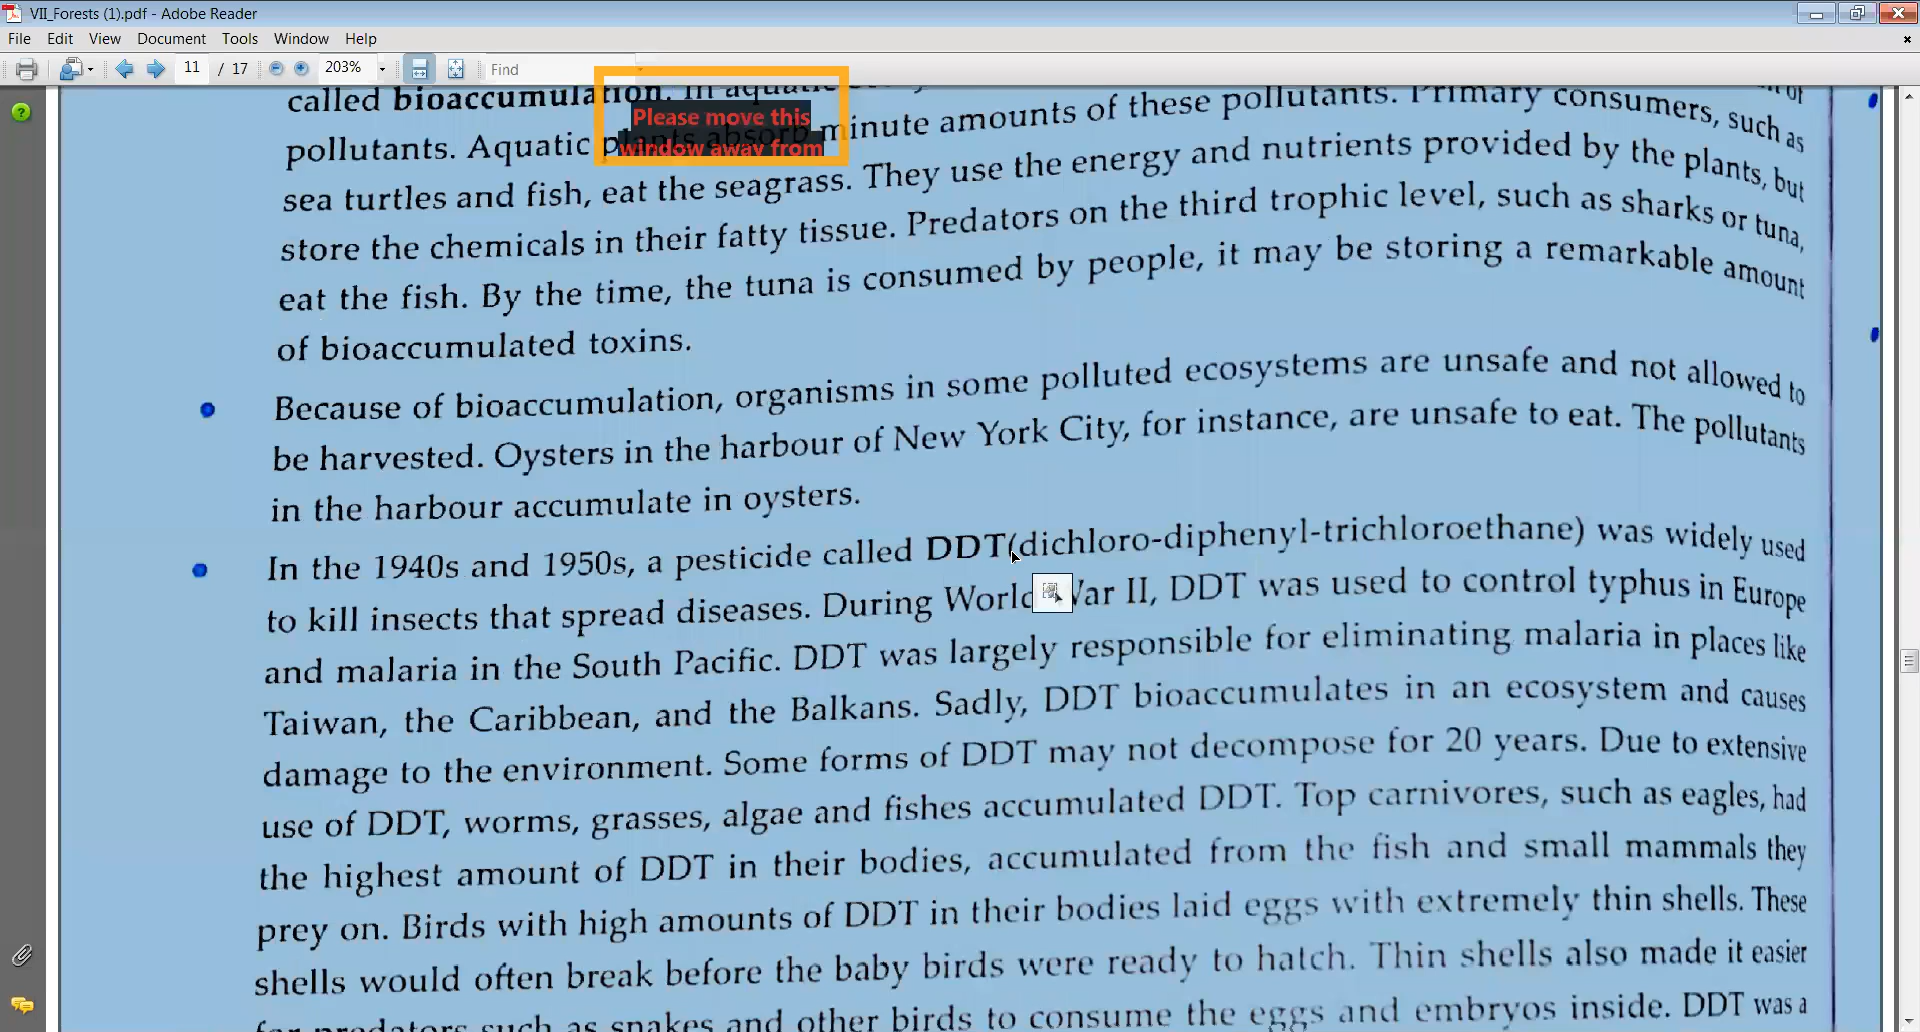 VII_Forests (1).pdf - Adobe Reader
File Edit View Document Tools Window Help
11 / 17 203% Find
called bioaccumulation. In aquatic of
Please move this
window away from
pollutants. Aquatic plants absorb minute amounts of these pollutants. Primary consumers, such as
sea turtles and fish, eat the seagrass. They use the energy and nutrients provided by the plants, but
store the chemicals in their fatty tissue. Predators on the third trophic level, such as sharks or tuna,
eat the fish. By the time, the tuna is consumed by people, it may be storing a remarkable amount
of bioaccumulated toxins.
• Because of bioaccumulation, organisms in some polluted ecosystems are unsafe and not allowed to
be harvested. Oysters in the harbour of New York City, for instance, are unsafe to eat. The pollutants
in the harbour accumulate in oysters.
• In the 1940s and 1950s, a pesticide called DDT(dichloro-diphenyl-trichloroethane) was widely used
to kill insects that spread diseases. During World War II, DDT was used to control typhus in Europe
and malaria in the South Pacific. DDT was largely responsible for eliminating malaria in places like
Taiwan, the Caribbean, and the Balkans. Sadly, DDT bioaccumulates in an ecosystem and causes
damage to the environment. Some forms of DDT may not decompose for 20 years. Due to extensive
use of DDT, worms, grasses, algae and fishes accumulated DDT. Top carnivores, such as eagles, had
the highest amount of DDT in their bodies, accumulated from the fish and small mammals they
prey on. Birds with high amounts of DDT in their bodies laid eggs with extremely thin shells. These
shells would often break before the baby birds were ready to hatch. Thin shells also made it easier
for predators such as snakes and other birds to consume the eggs and embryos inside. DDT was a